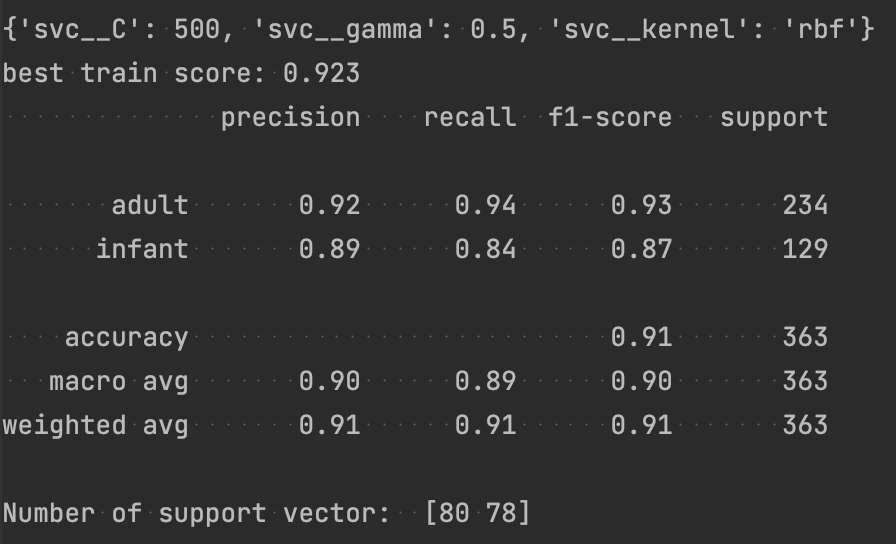 {'svc__C': 500, 'svc__gamma': 0.5, 'svc__kernel': 'rbf'}
best train score: 0.923
              precision    recall  f1-score   support

       adult       0.92      0.94      0.93       234
      infant       0.89      0.84      0.87       129

    accuracy                           0.91       363
   macro avg       0.90      0.89      0.90       363
weighted avg       0.91      0.91      0.91       363

Number of support vector:  [80 78]